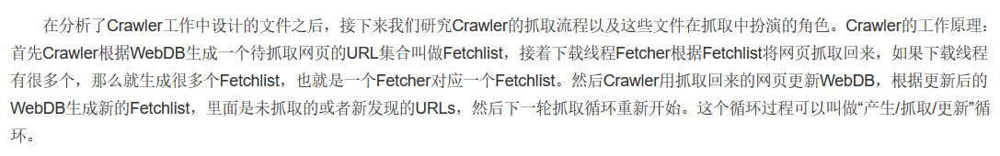 在分析了Crawler工作中设计的文件之后，接下来我们研究Crawler的抓取流程以及这些文件在抓取中扮演的角色。Crawler的工作原理：
首先Crawler根据WebDB生成一个待抓取网页的URL集合叫做Fetchlist，接着下载线程Fetcher根据Fetchlist将网页抓取回来，如果下载线程
有很多个，那么就生成很多个Fetchlist，也就是一个Fetcher对应一个Fetchlist。然后Crawler用抓取回来的网页更新WebDB，根据更新后的
WebDB生成新的Fetchlist，里面是未抓取的或者新发现的URLs，然后下一轮抓取循环重新开始。这个循环过程可以叫做“产生/抓取/更新”循
环。